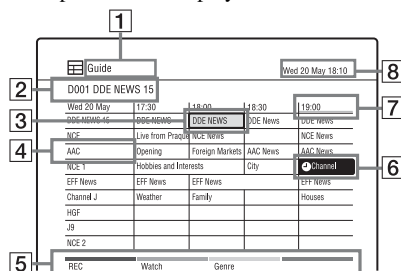 1
Guide
Wed 20 May 18:10
8
2
D001 DDE NEWS 15
Wed 20 May 17:30 18:00 18:30 19:00
7
3
DDE NEWS 15 DDE NEWS DDE NEWS DDE News DDE News
NCE Live from Praque NCE News NCE News
4
AAC Opening Foreign Markets AAC News AAC News
NCE 1 Hobbies and Interests City Channel
6
EFF News EFF News EFF News EFF News
Channel J Weather Family Houses
HGF
J9
NCE 2
5
REC Watch Genre